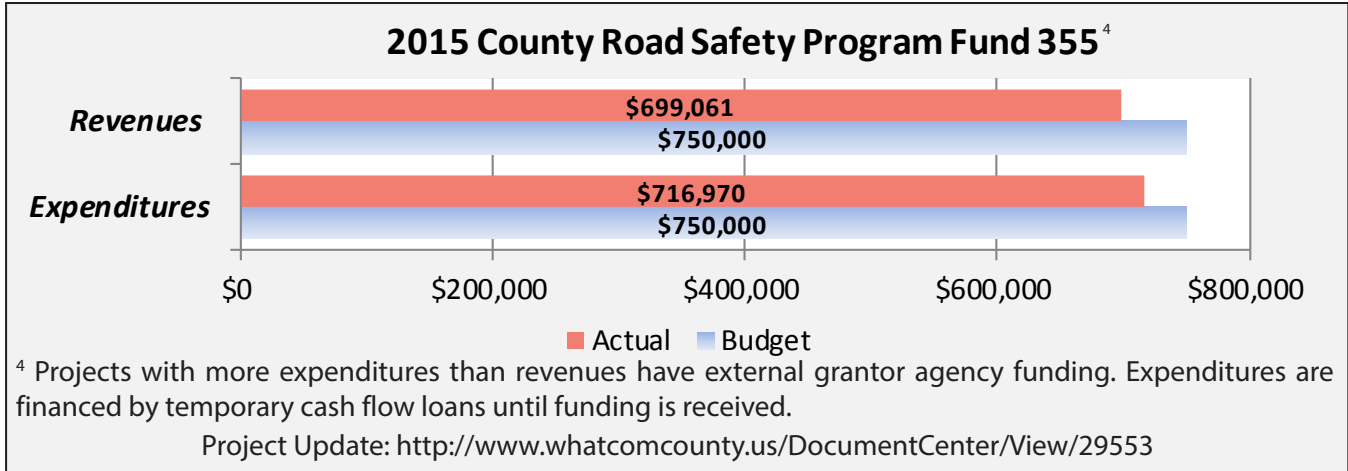 2015 County Road Safety Program Fund 355 4
Revenues
$699,061
$750,000
Expenditures
$716,970
$750,000
$0 $200,000 $400,000 $600,000 $800,000
Actual Budget
4 Projects with more expenditures than revenues have external grantor agency funding. Expenditures are
financed by temporary cash flow loans until funding is received.
Project Update: http://www.whatcomcounty.us/DocumentCenter/View/29553